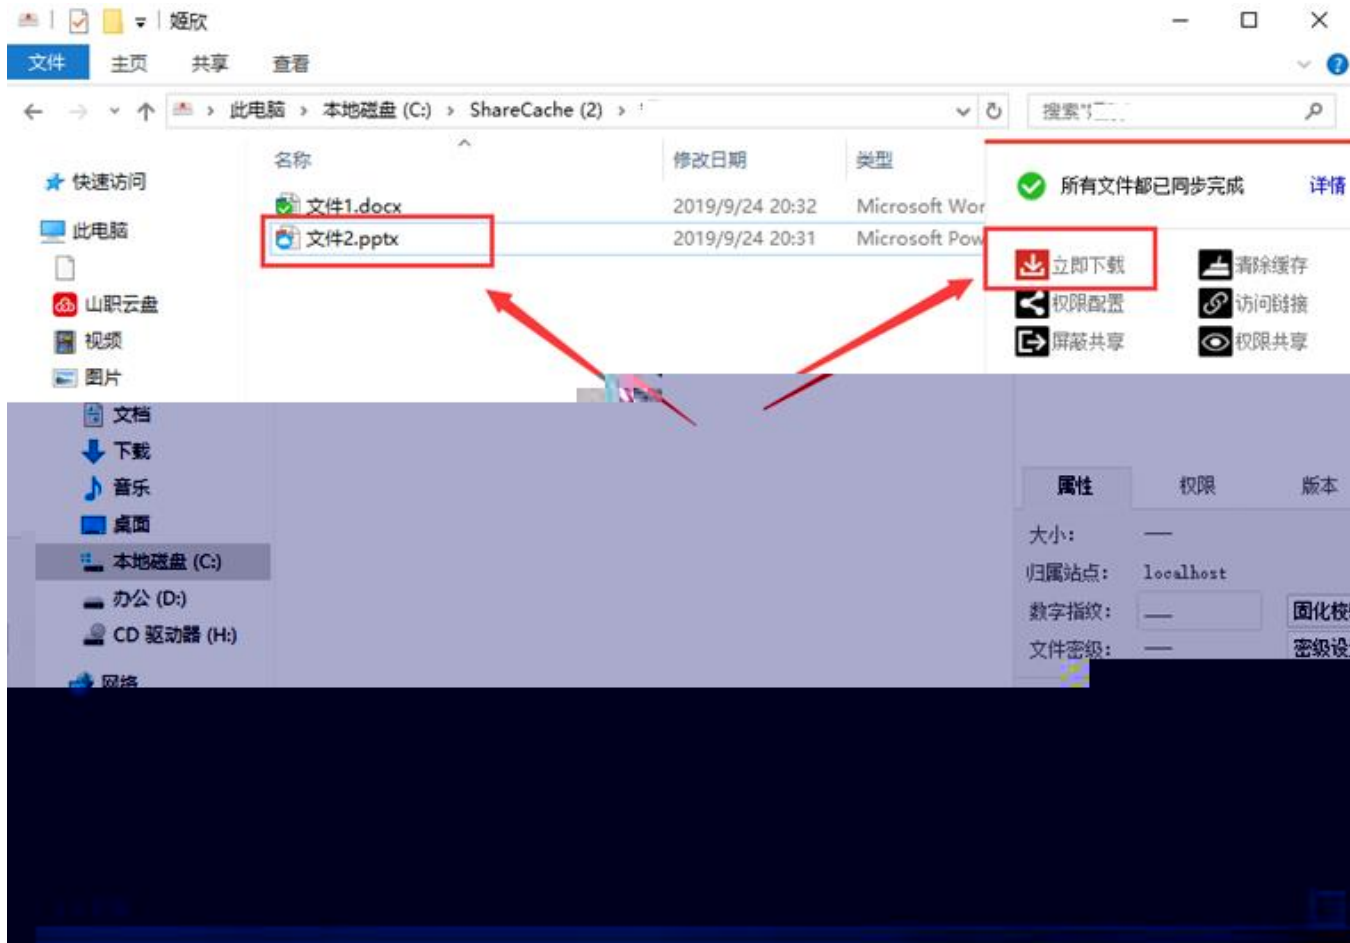 姬欣
文件 主页 共享 查看
此电脑 › 本地磁盘 (C:) › ShareCache (2) ›
搜索"
名称 修改日期 类型
快速访问
所有文件都已同步完成 详情
文件1.docx 2019/9/24 20:32 Microsoft Wor
此电脑
文件2.pptx 2019/9/24 20:31 Microsoft Pow
立即下载 清除缓存
山职云盘
权限配置 访问链接
视频
屏蔽共享 权限共享
图片
文档
下载
音乐
属性 权限 版本
桌面
大小: —
本地磁盘 (C:)
归属站点: localhost
办公 (D:)
数字指纹: — 固化校
CD 驱动器 (H:)
文件密级: — 密级设
网络